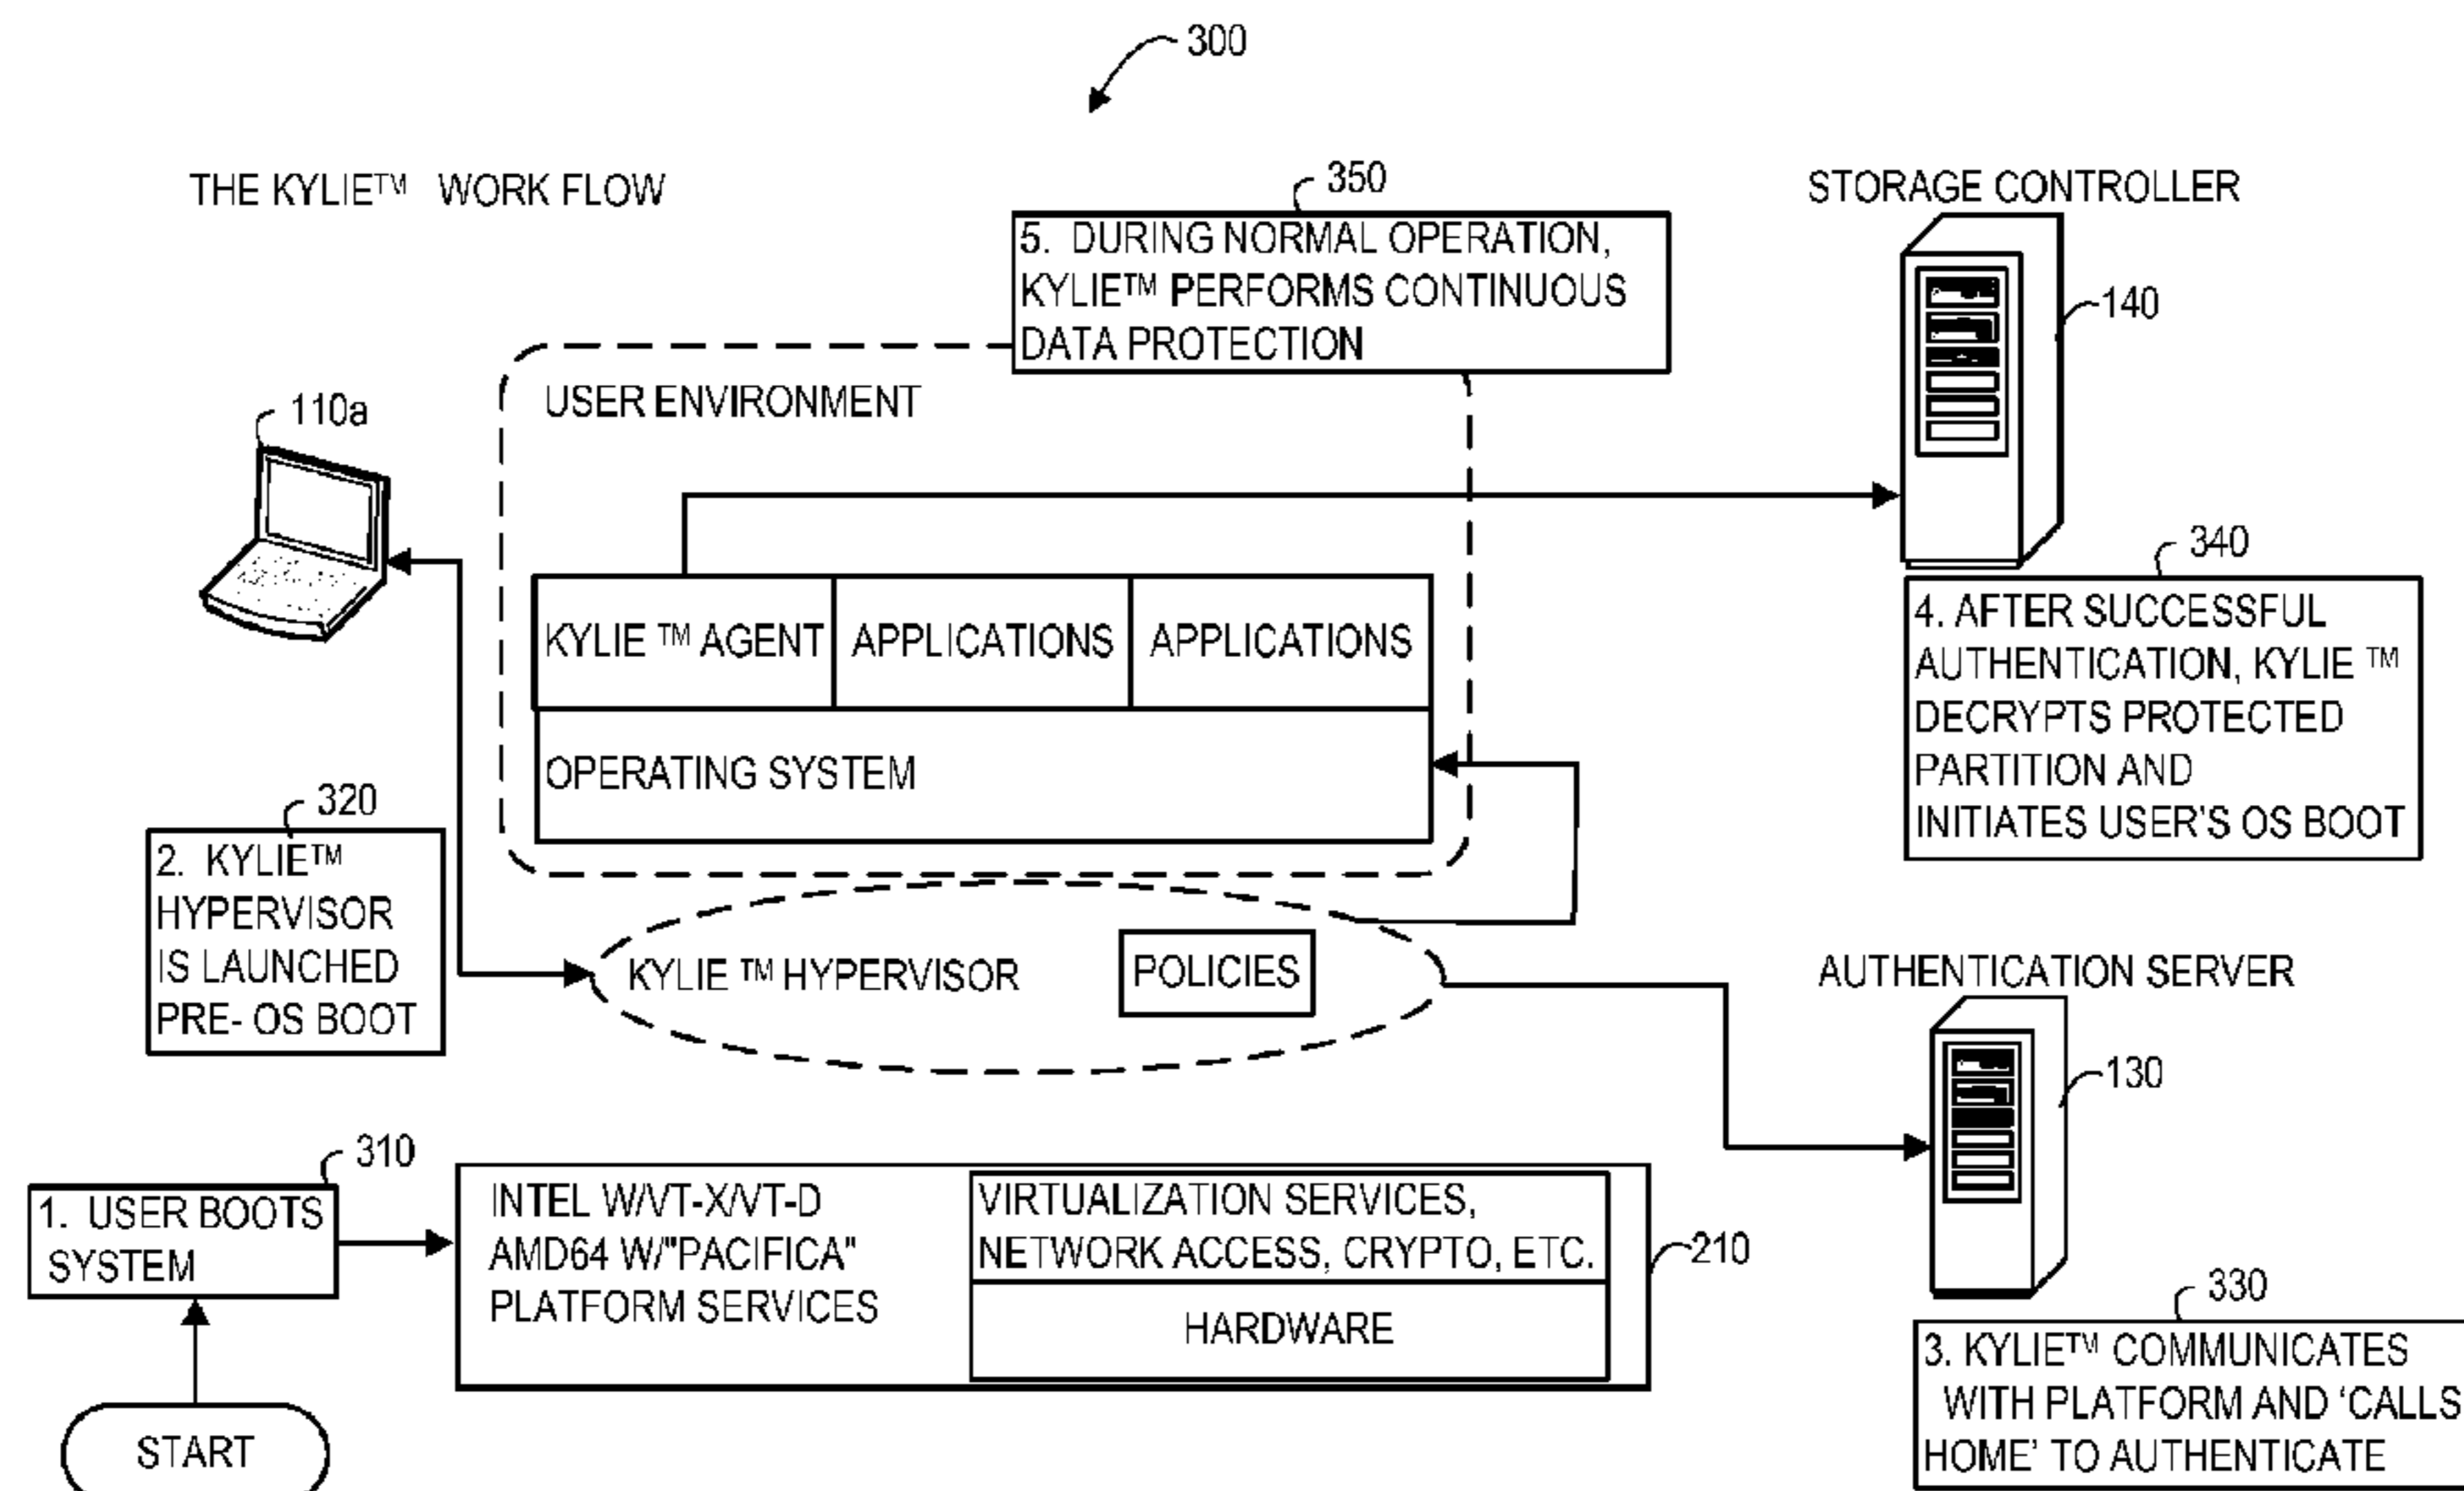 300
THE KYLIE™ WORK FLOW
350
5. DURING NORMAL OPERATION,
KYLIE™ PERFORMS CONTINUOUS
DATA PROTECTION
STORAGE CONTROLLER
140
USER ENVIRONMENT
110a
KYLIE ™ AGENT
APPLICATIONS
APPLICATIONS
OPERATING SYSTEM
340
4. AFTER SUCCESSFUL
AUTHENTICATION, KYLIE ™
DECRYPTS PROTECTED
PARTITION AND
INITIATES USER'S OS BOOT
320
2. KYLIE™
HYPERVISOR
IS LAUNCHED
PRE- OS BOOT
KYLIE ™ HYPERVISOR
POLICIES
AUTHENTICATION SERVER
130
310
1. USER BOOTS
SYSTEM
INTEL W/VT-X/VT-D
AMD64 W/"PACIFICA"
PLATFORM SERVICES
VIRTUALIZATION SERVICES,
NETWORK ACCESS, CRYPTO, ETC.
HARDWARE
210
330
3. KYLIE™ COMMUNICATES
WITH PLATFORM AND ‘CALLS
HOME’ TO AUTHENTICATE
START